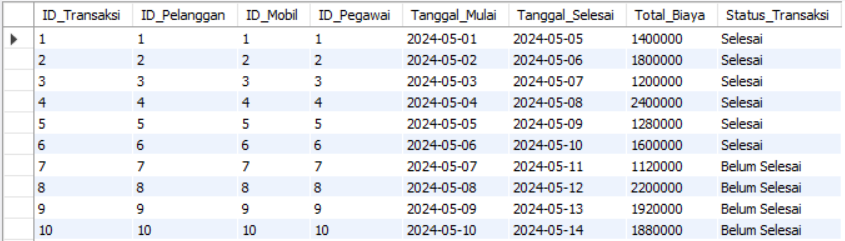 ID_Transaksi ID_Pelanggan ID_Mobil ID_Pegawai Tanggal_Mulai Tanggal_Selesai Total_Biaya Status_Transaksi
1 1 1 1 2024-05-01 2024-05-05 1400000 Selesai
2 2 2 2 2024-05-02 2024-05-06 1800000 Selesai
3 3 3 3 2024-05-03 2024-05-07 1200000 Selesai
4 4 4 4 2024-05-04 2024-05-08 2400000 Selesai
5 5 5 5 2024-05-05 2024-05-09 1280000 Selesai
6 6 6 6 2024-05-06 2024-05-10 1600000 Selesai
7 7 7 7 2024-05-07 2024-05-11 1120000 Belum Selesai
8 8 8 8 2024-05-08 2024-05-12 2200000 Belum Selesai
9 9 9 9 2024-05-09 2024-05-13 1920000 Belum Selesai
10 10 10 10 2024-05-10 2024-05-14 1880000 Belum Selesai